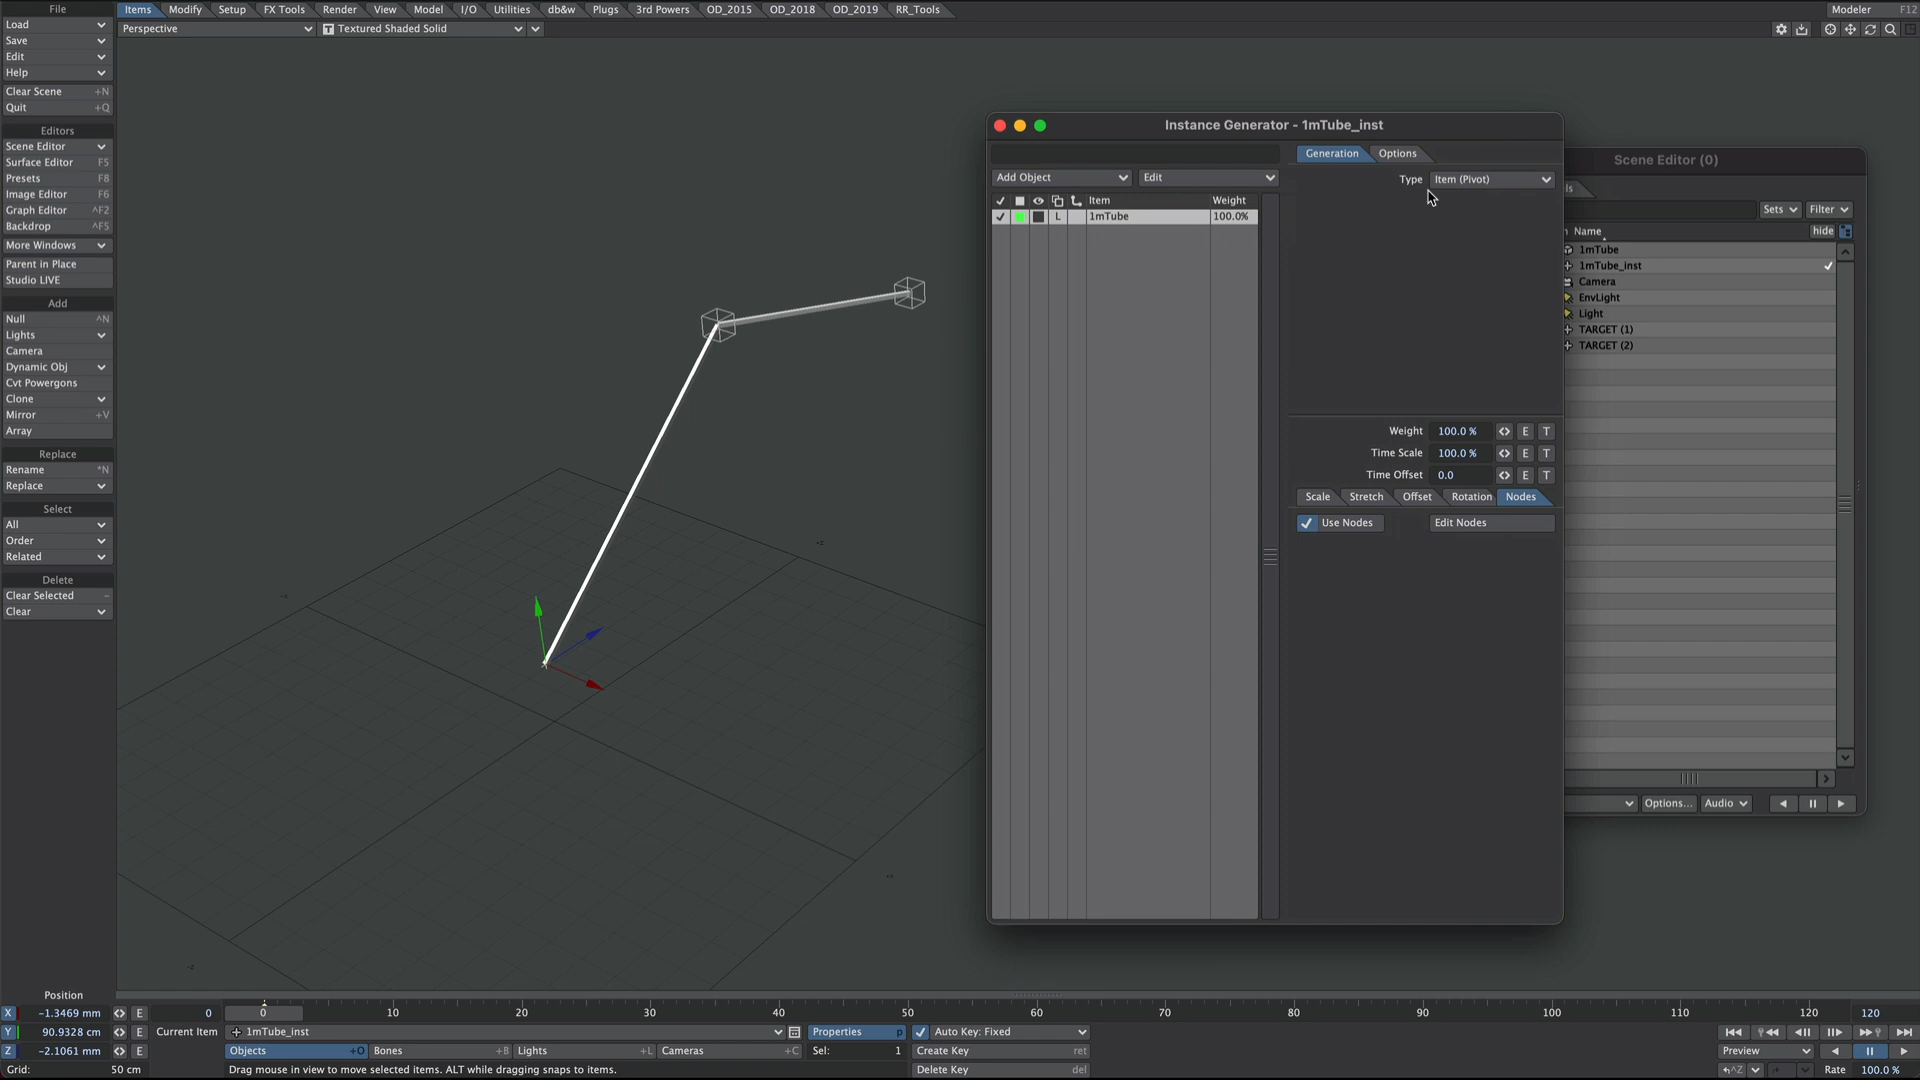 File
Items Modify Setup FX Tools Render View Model I/O Utilities db&w Plugs 3rd Powers OD_2015 OD_2018 OD_2019 RR_Tools
Modeler F12
Load
Save
Edit
Help
Clear Scene +N
Quit +Q
Perspective
T Textured Shaded Solid
Editors
Scene Editor
Surface Editor F5
Presets F8
Image Editor F6
Graph Editor ^F2
Backdrop ^F5
More Windows
Parent in Place
Studio LIVE
Add
Null ^N
Lights
Camera
Dynamic Obj
Cvt Powergons
Clone
Mirror +V
Array
Replace
Rename *N
Replace
Select
All
Order
Related
Delete
Clear Selected –
Clear
Instance Generator - 1mTube_inst
Add Object
Edit
Item Weight
L 1mTube 100.0%
Generation Options
Type Item (Pivot)
Weight 100.0 % E T
Time Scale 100.0 % E T
Time Offset 0.0 E T
Scale Stretch Offset Rotation Nodes
Use Nodes
Edit Nodes
Scene Editor (0)
ls
Sets Filter
Name hide
1mTube
1mTube_inst
Camera
EnvLight
Light
TARGET (1)
TARGET (2)
Options... Audio
Position
X -1.3469 mm E
Y 90.9328 cm E
Z -2.1061 mm E
Grid: 50 cm
0 0 10 20 30 40 50 60 70 80 90 100 110 120 120
Current Item 1mTube_inst
Properties p
Auto Key: Fixed
Objects +O Bones +B Lights +L Cameras +C
Sel: 1
Create Key ret
Drag mouse in view to move selected items. ALT while dragging snaps to items.
Delete Key del
Preview
^Z
Rate 100.0 %